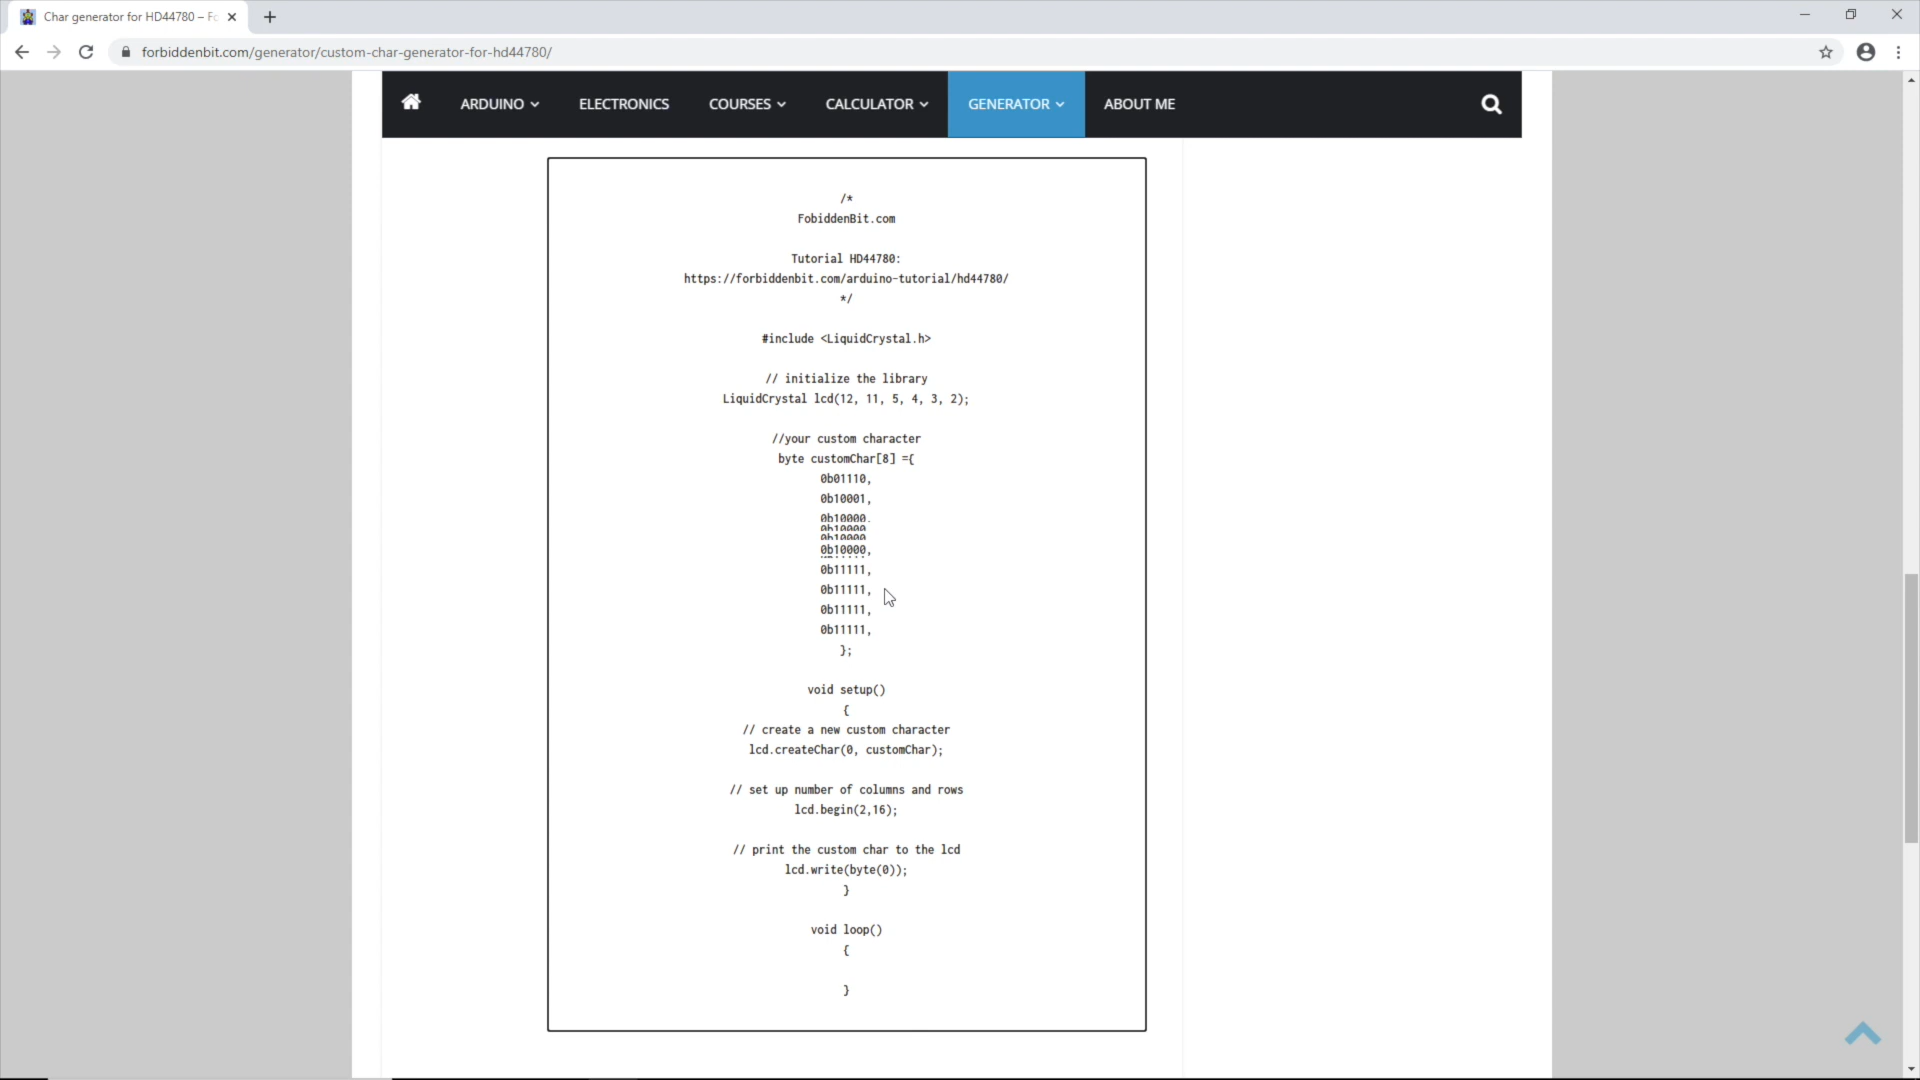 Char generator for HD44780 – Fo
forbiddenbit.com/generator/custom-char-generator-for-hd44780/
ARDUINO ELECTRONICS COURSES CALCULATOR GENERATOR ABOUT ME
/*
FobiddenBit.com
Tutorial HD44780:
https://forbiddenbit.com/arduino-tutorial/hd44780/
*/
#include <LiquidCrystal.h>
// initialize the library
LiquidCrystal lcd(12, 11, 5, 4, 3, 2);
//your custom character
byte customChar[8] ={
0b01110,
0b10001,
0b10000,
0b10000
0b10000
0b10000,
0b11111,
0b11111,
0b11111,
0b11111,
};
void setup()
{
// create a new custom character
lcd.createChar(0, customChar);
// set up number of columns and rows
lcd.begin(2,16);
// print the custom char to the lcd
lcd.write(byte(0));
}
void loop()
{
}